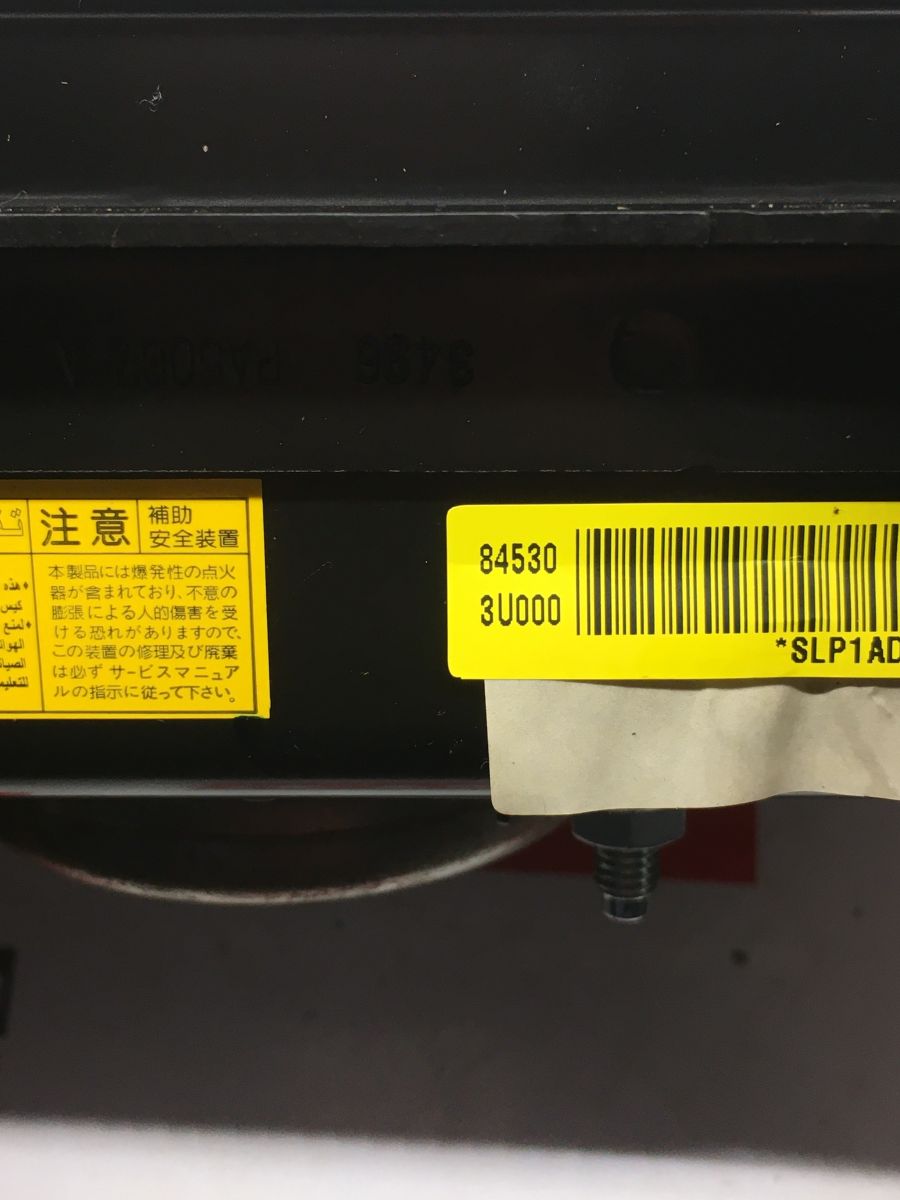 3486
注意
補助
安全装置
本製品には爆発性の点火
器が含まれており、不意の
膨張による人的傷害を受
ける恐れがありますので、
この装置の修理及び廃棄
は必ず サービスマニュア
ルの指示に従って下さい。
• هذه
كيس
• لمنع
84530
3U000
*SLP1AD